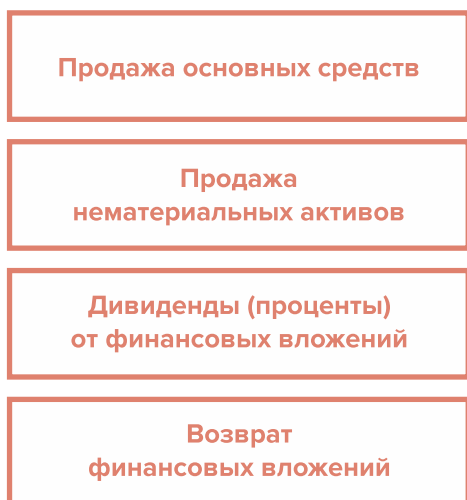 Продажа основных средств
Продажа
нематериальных активов
Дивиденды (проценты)
от финансовых вложений
Возврат
финансовых вложений